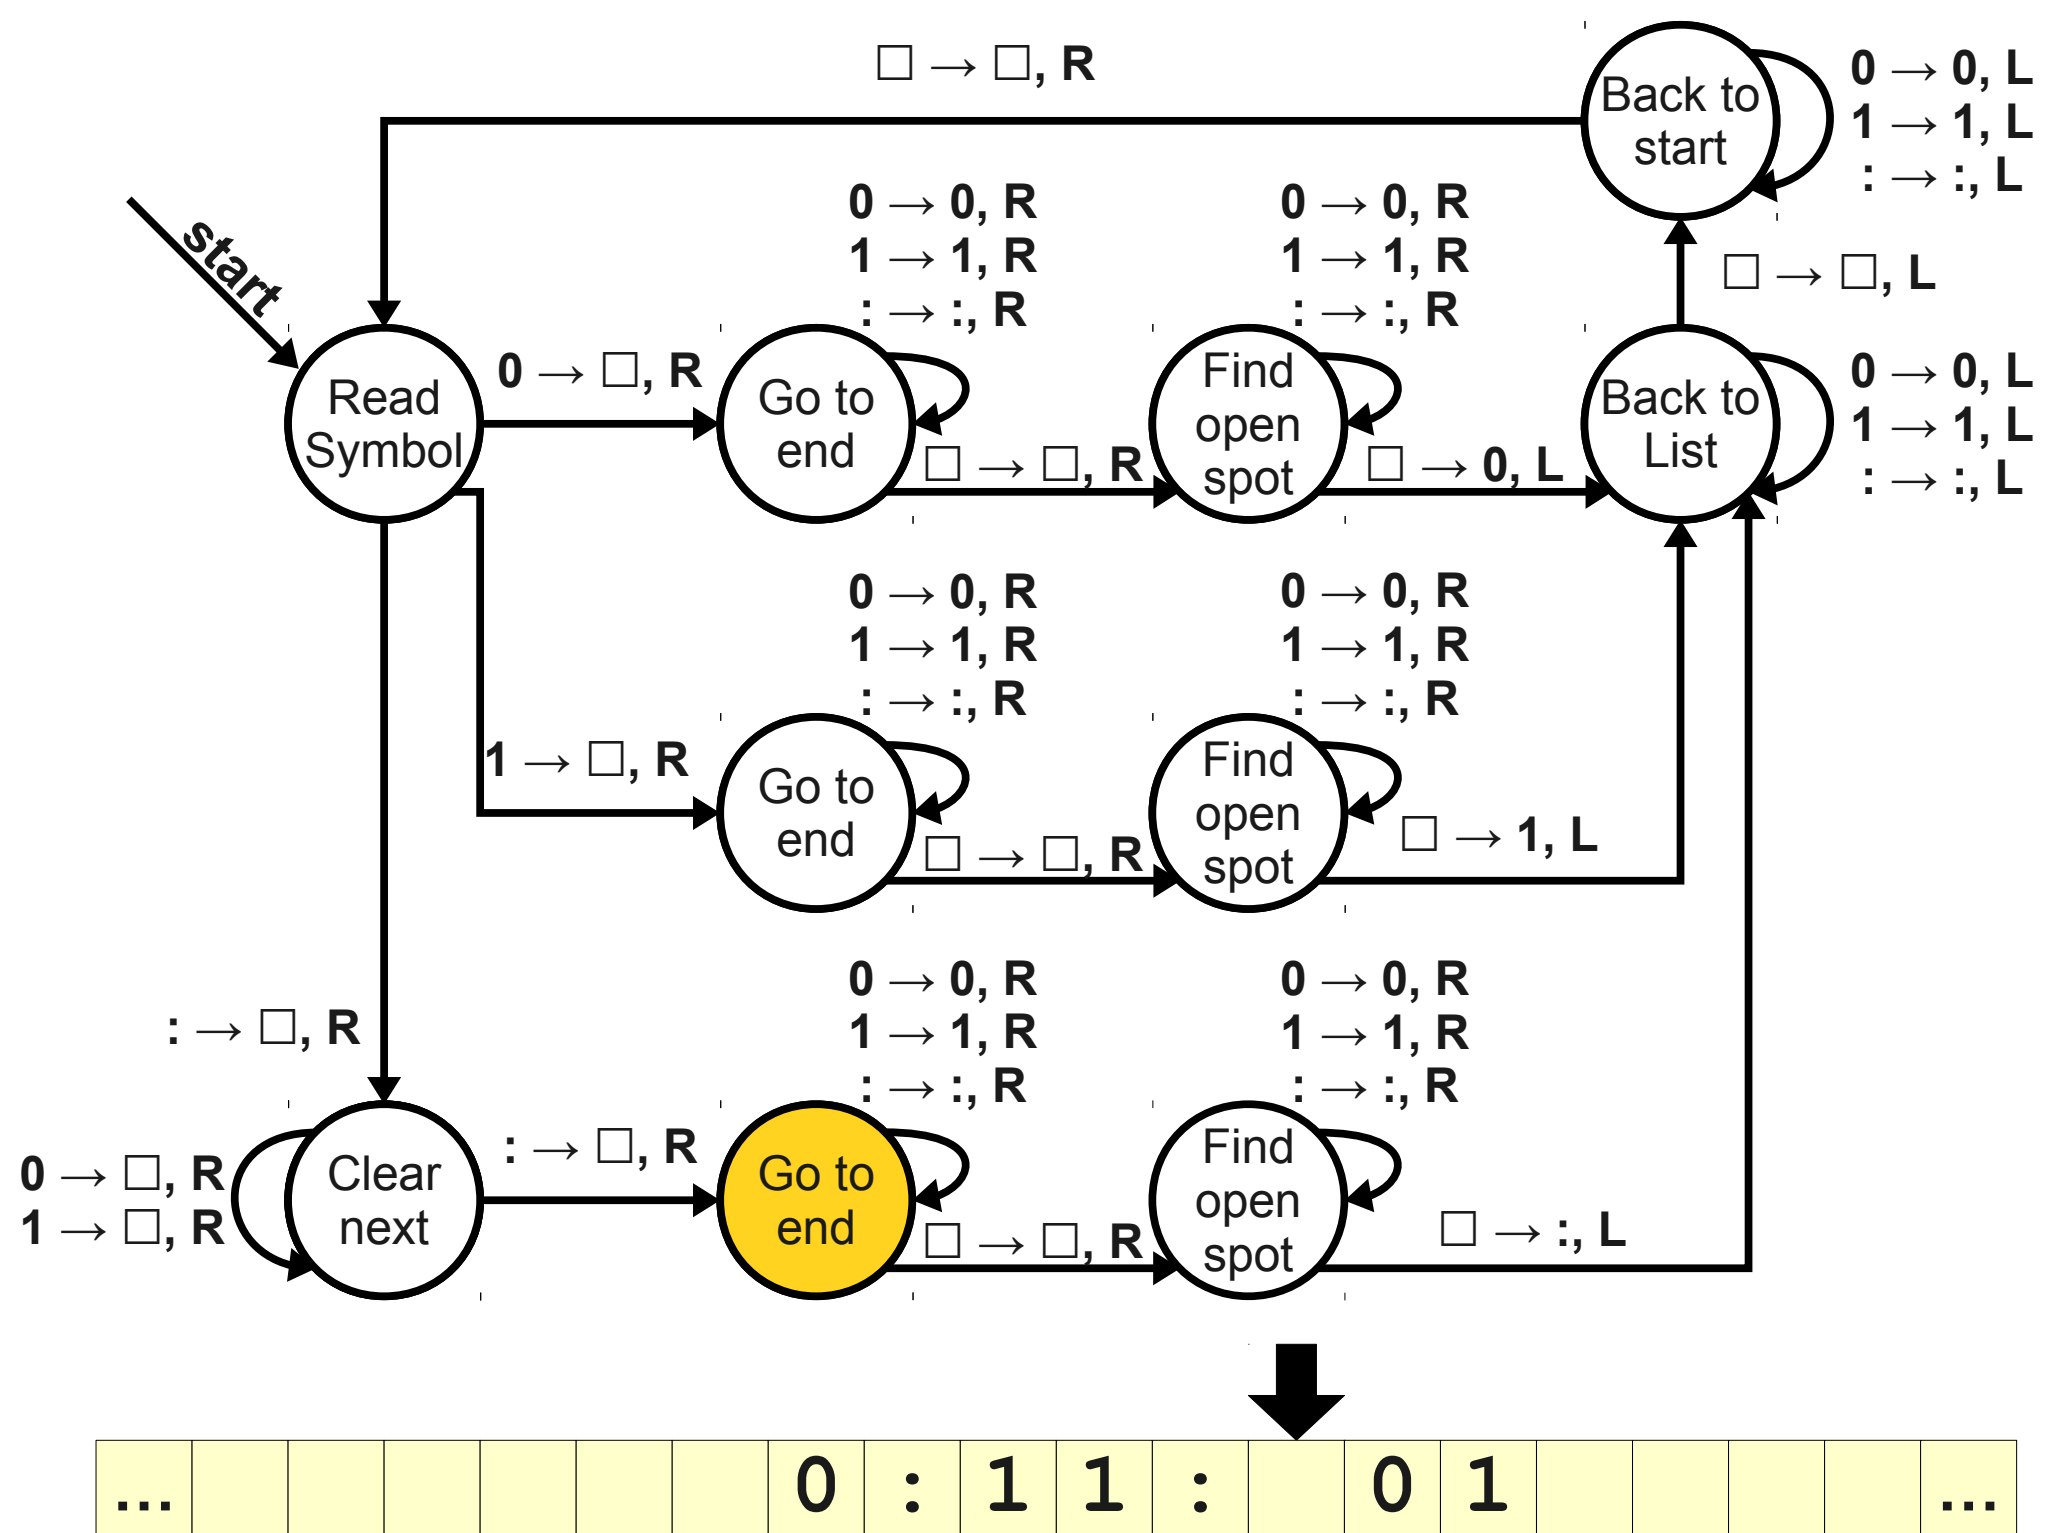 □ → □, R
Back to
start
0 → 0, L
1 → 1, L
: → :, L
start
0 → 0, R
1 → 1, R
: → :, R
0 → 0, R
1 → 1, R
: → :, R
□ → □, L
Read
Symbol
0 → □, R
Go to
end
□ → □, R
Find
open
spot
□ → 0, L
Back to
List
0 → 0, L
1 → 1, L
: → :, L
0 → 0, R
1 → 1, R
: → :, R
0 → 0, R
1 → 1, R
: → :, R
1 → □, R
Go to
end
□ → □, R
Find
open
spot
□ → 1, L
0 → 0, R
1 → 1, R
: → :, R
0 → 0, R
1 → 1, R
: → :, R
: → □, R
0 → □, R
1 → □, R
Clear
next
: → □, R
Go to
end
□ → □, R
Find
open
spot
□ → :, L
... 0 : 1 1 : 0 1 ...